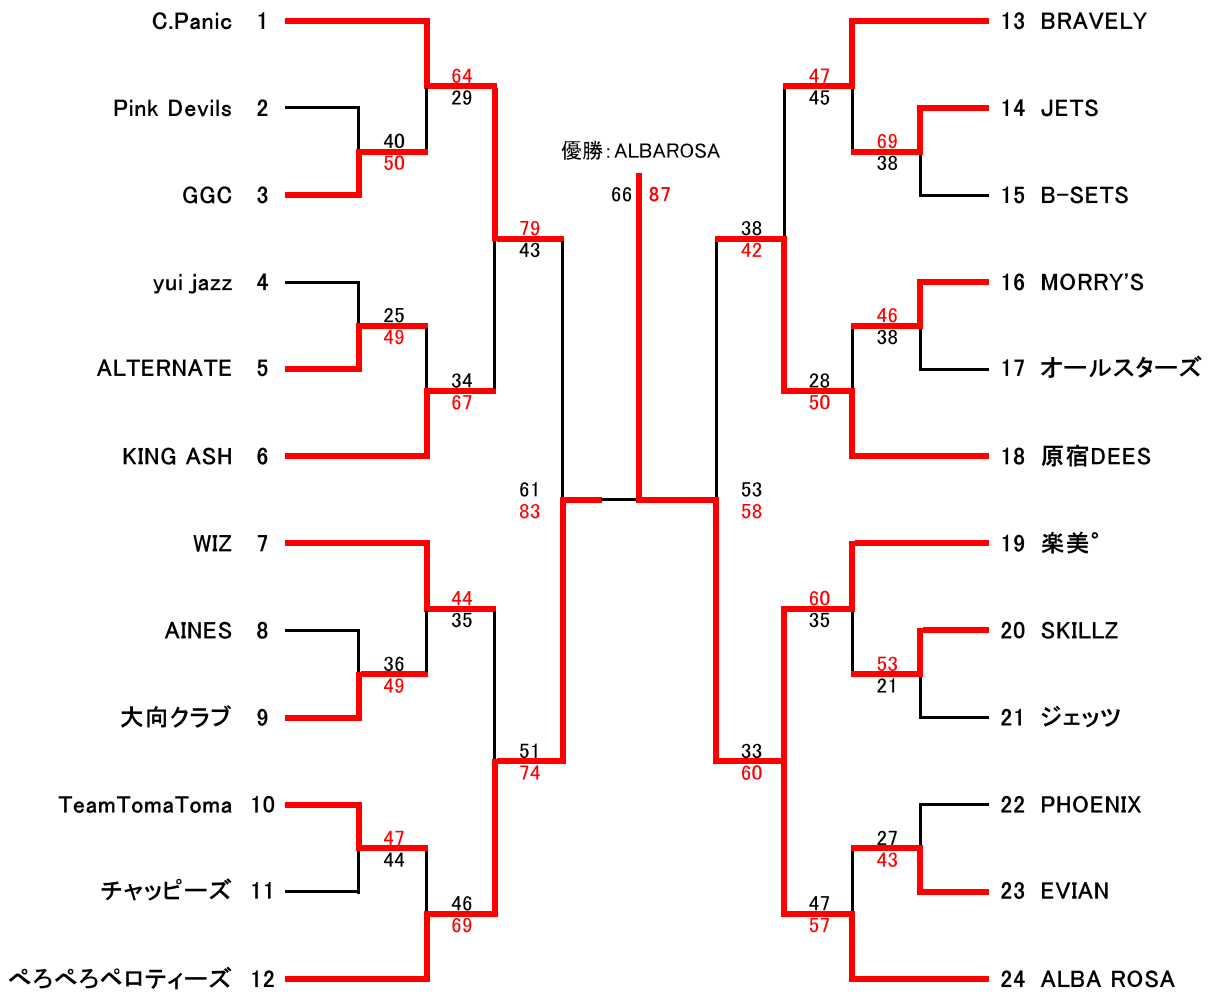 C.Panic 1
64
29
Pink Devils 2
40
50
GGC 3
79
43
yui jazz 4
25
49
ALTERNATE 5
34
67
KING ASH 6
61
83
WIZ 7
44
35
AINES 8
36
49
大向クラブ 9
51
74
TeamTomaToma 10
47
44
チャッピーズ 11
46
69
ぺろぺろペロティーズ 12
優勝:ALBAROSA
66 87
13 BRAVELY
47
45
14 JETS
69
38
15 B-SETS
38
42
16 MORRY'S
46
38
17 オールスターズ
28
50
18 原宿DEES
53
58
19 楽美°
60
35
20 SKILLZ
53
21
21 ジェッツ
33
60
22 PHOENIX
27
43
23 EVIAN
47
57
24 ALBA ROSA